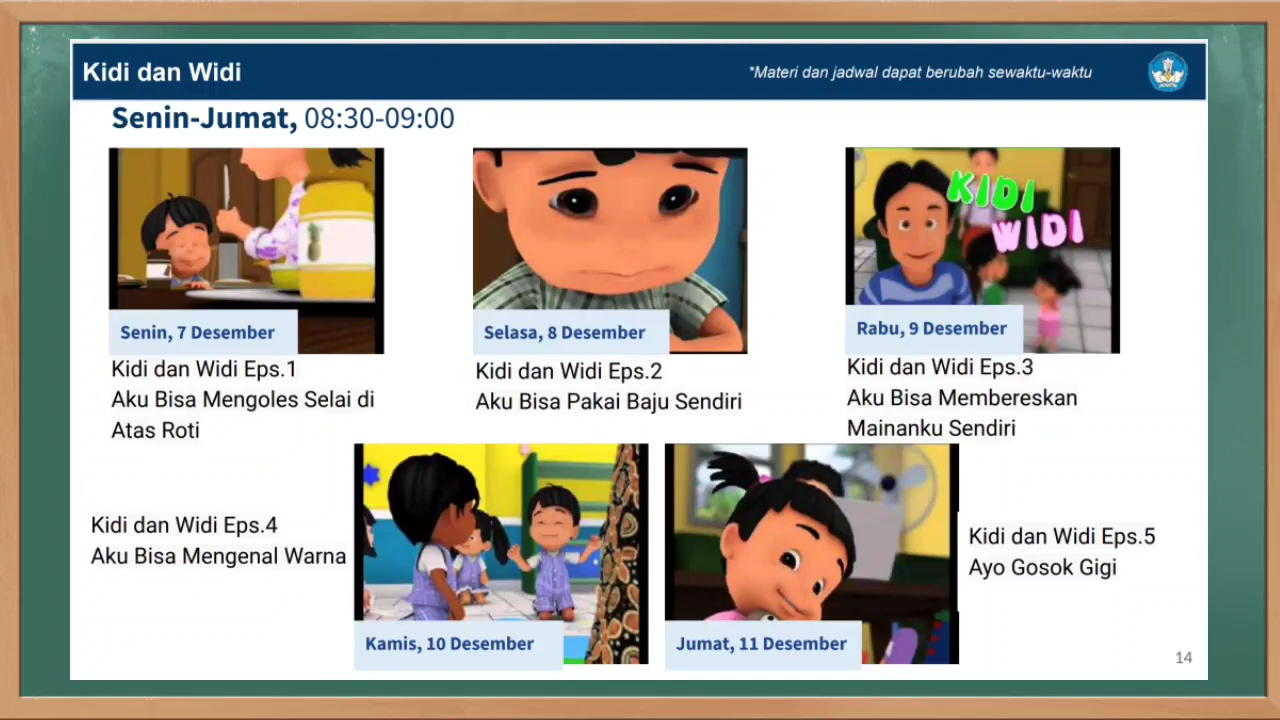 Kidi dan Widi
*Materi dan jadwal dapat berubah sewaktu-waktu
Senin-Jumat, 08:30-09:00
KIDI
WIDI
Senin, 7 Desember
Kidi dan Widi Eps.1
Aku Bisa Mengoles Selai di
Atas Roti
Selasa, 8 Desember
Kidi dan Widi Eps.2
Aku Bisa Pakai Baju Sendiri
Rabu, 9 Desember
Kidi dan Widi Eps.3
Aku Bisa Membereskan
Mainanku Sendiri
Kidi dan Widi Eps.4
Aku Bisa Mengenal Warna
Kamis, 10 Desember
Jumat, 11 Desember
Kidi dan Widi Eps.5
Ayo Gosok Gigi
14